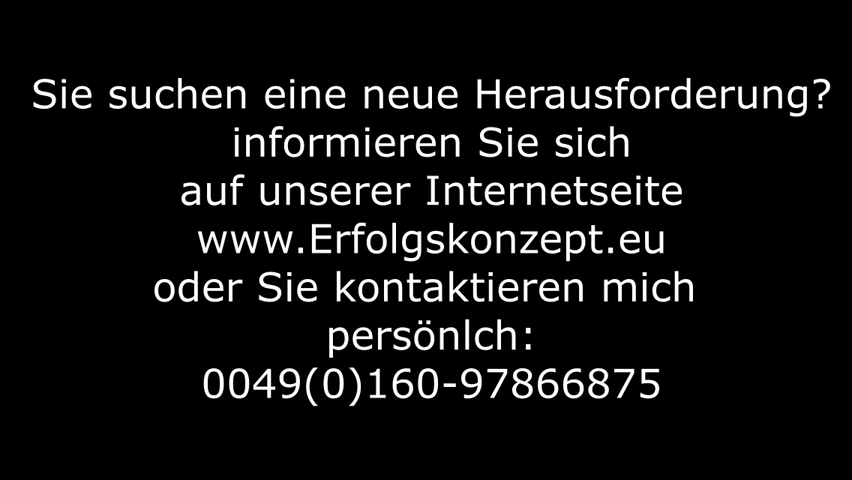 Sie suchen eine neue Herausforderung?
informieren Sie sich
auf unserer Internetseite
www.Erfolgskonzept.eu
oder Sie kontaktieren mich
persönlch:
0049(0)160-97866875